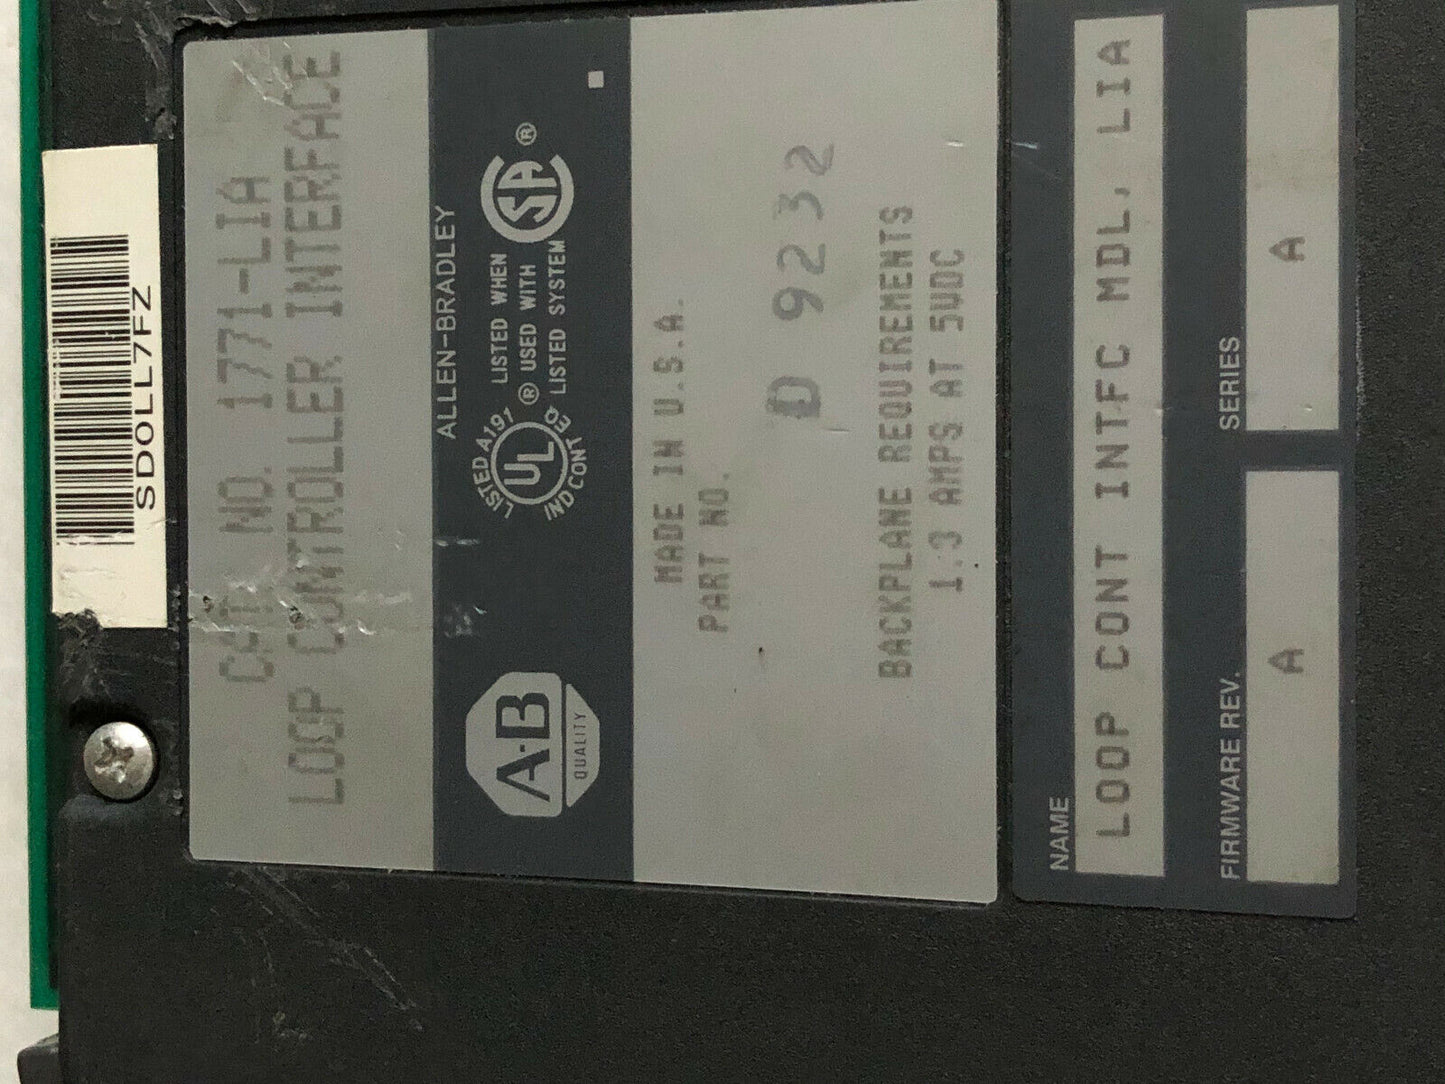 SD0LL7FZ
CAT NO. 1771-LIA
LOOP CONTROLLER INTERFACE
ALLEN-BRADLEY
A-B
QUALITY
LISTED A191
UL
IND CONT EQ
®
LISTED WHEN
USED WITH
LISTED SYSTEM
SA
®
MADE IN U.S.A.
PART NO.
D 9232
BACKPLANE REQUIREMENTS
1.3 AMPS AT 5VDC
NAME
LOOP CONT INTFC MDL, LIA
FIRMWARE REV.
A
SERIES
A